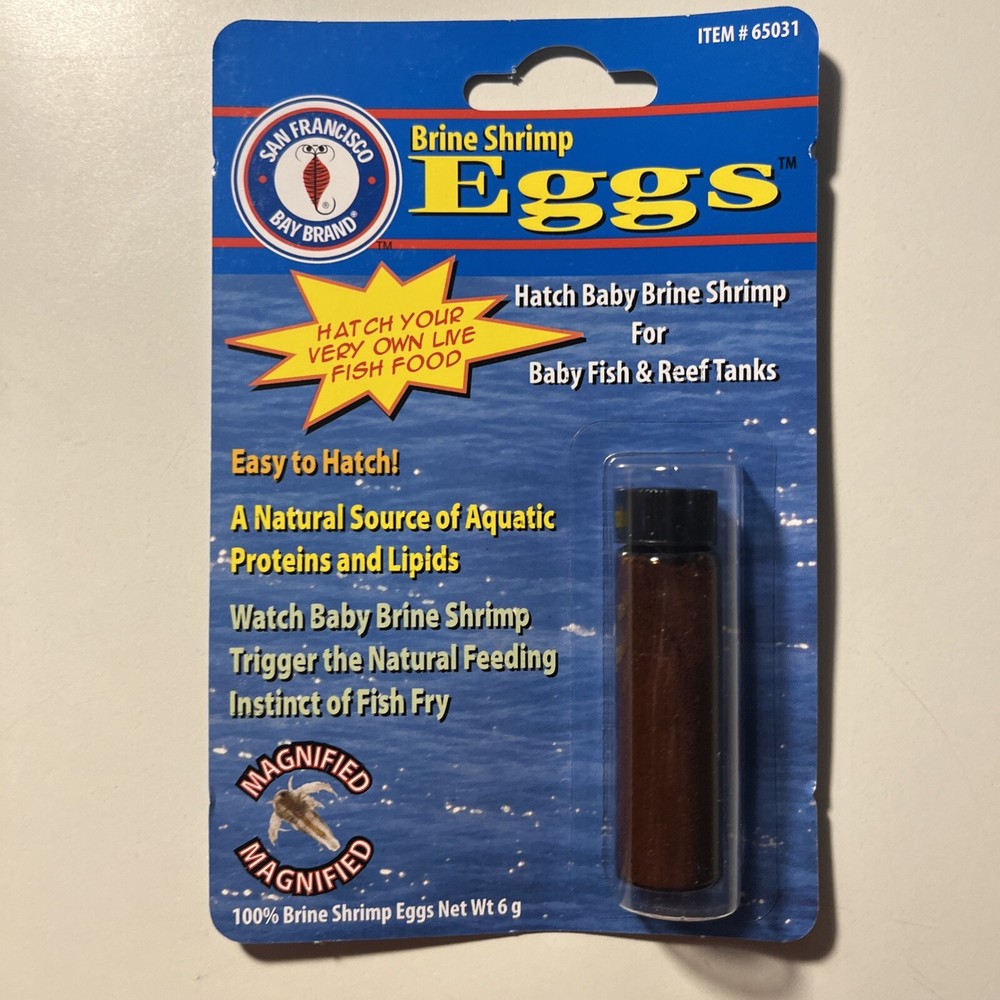 ITEM # 65031
SAN FRANCISCO
BAY BRAND®
TM
Brine Shrimp
Eggs™
HATCH YOUR
VERY OWN LIVE
FISH FOOD
Hatch Baby Brine Shrimp
For
Baby Fish & Reef Tanks
Easy to Hatch!
A Natural Source of Aquatic
Proteins and Lipids
Watch Baby Brine Shrimp
Trigger the Natural Feeding
Instinct of Fish Fry
MAGNIFIED
MAGNIFIED
100% Brine Shrimp Eggs Net Wt 6 g